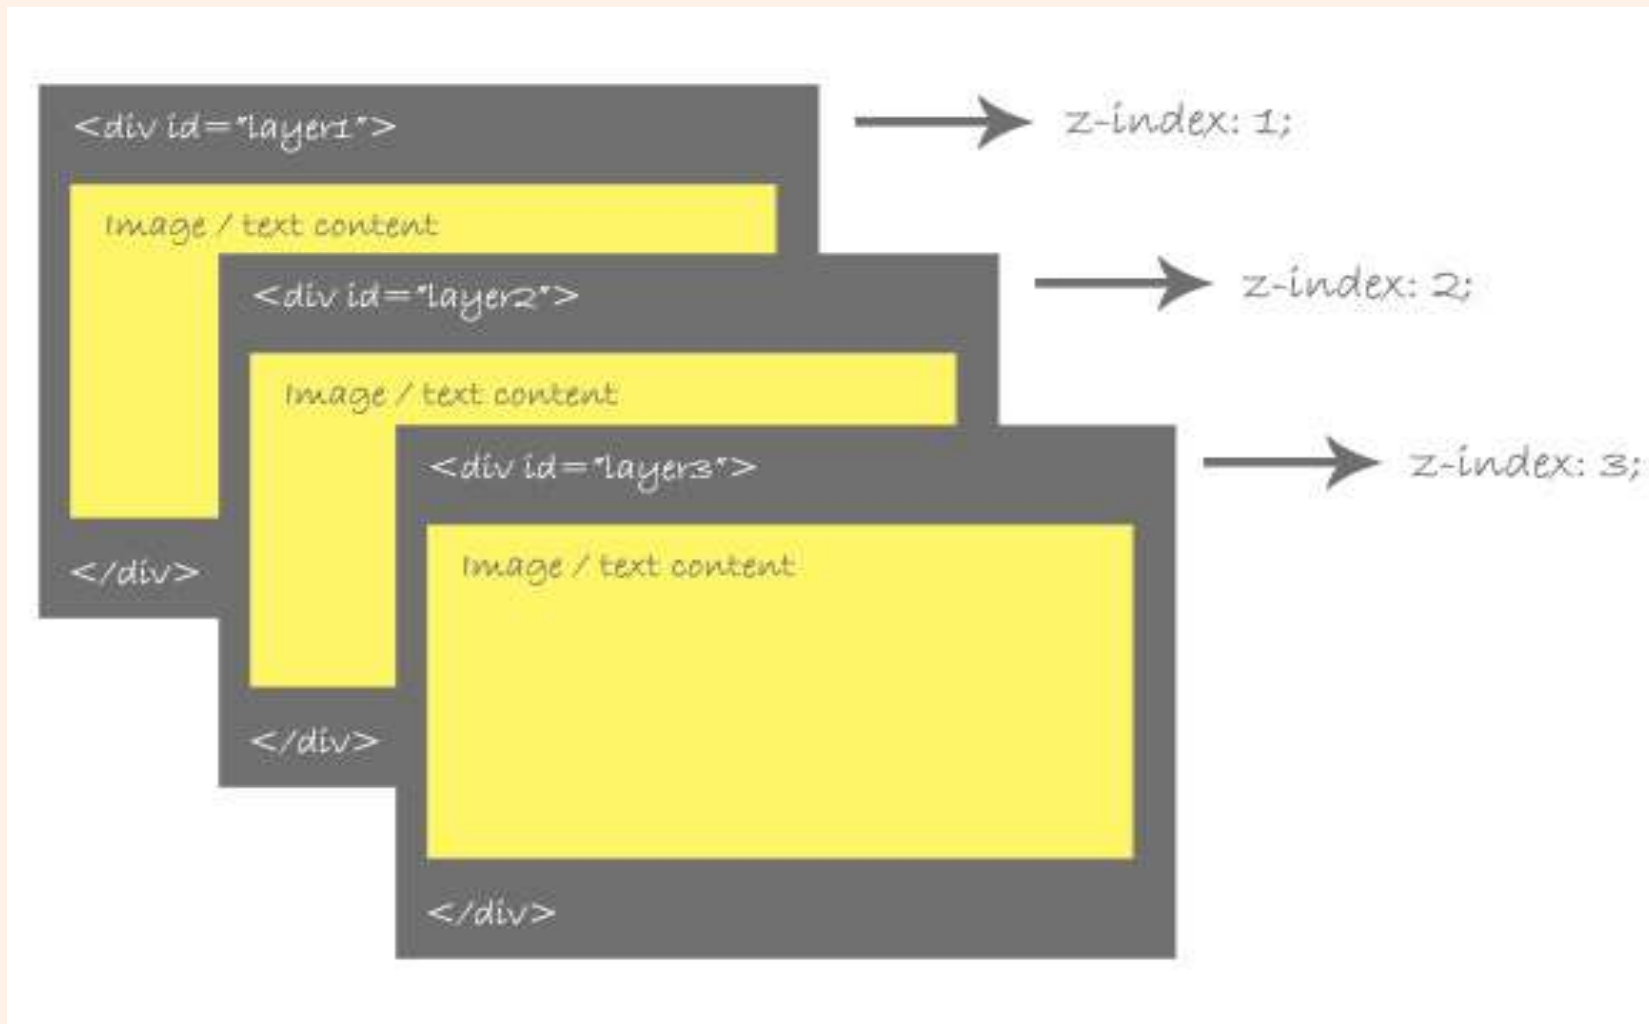 <div id="layer1">
z-index: 1;
Image / text content
<div id="layer2">
z-index: 2;
Image / text content
<div id="layer3">
z-index: 3;
Image / text content
</div>
</div>
</div>